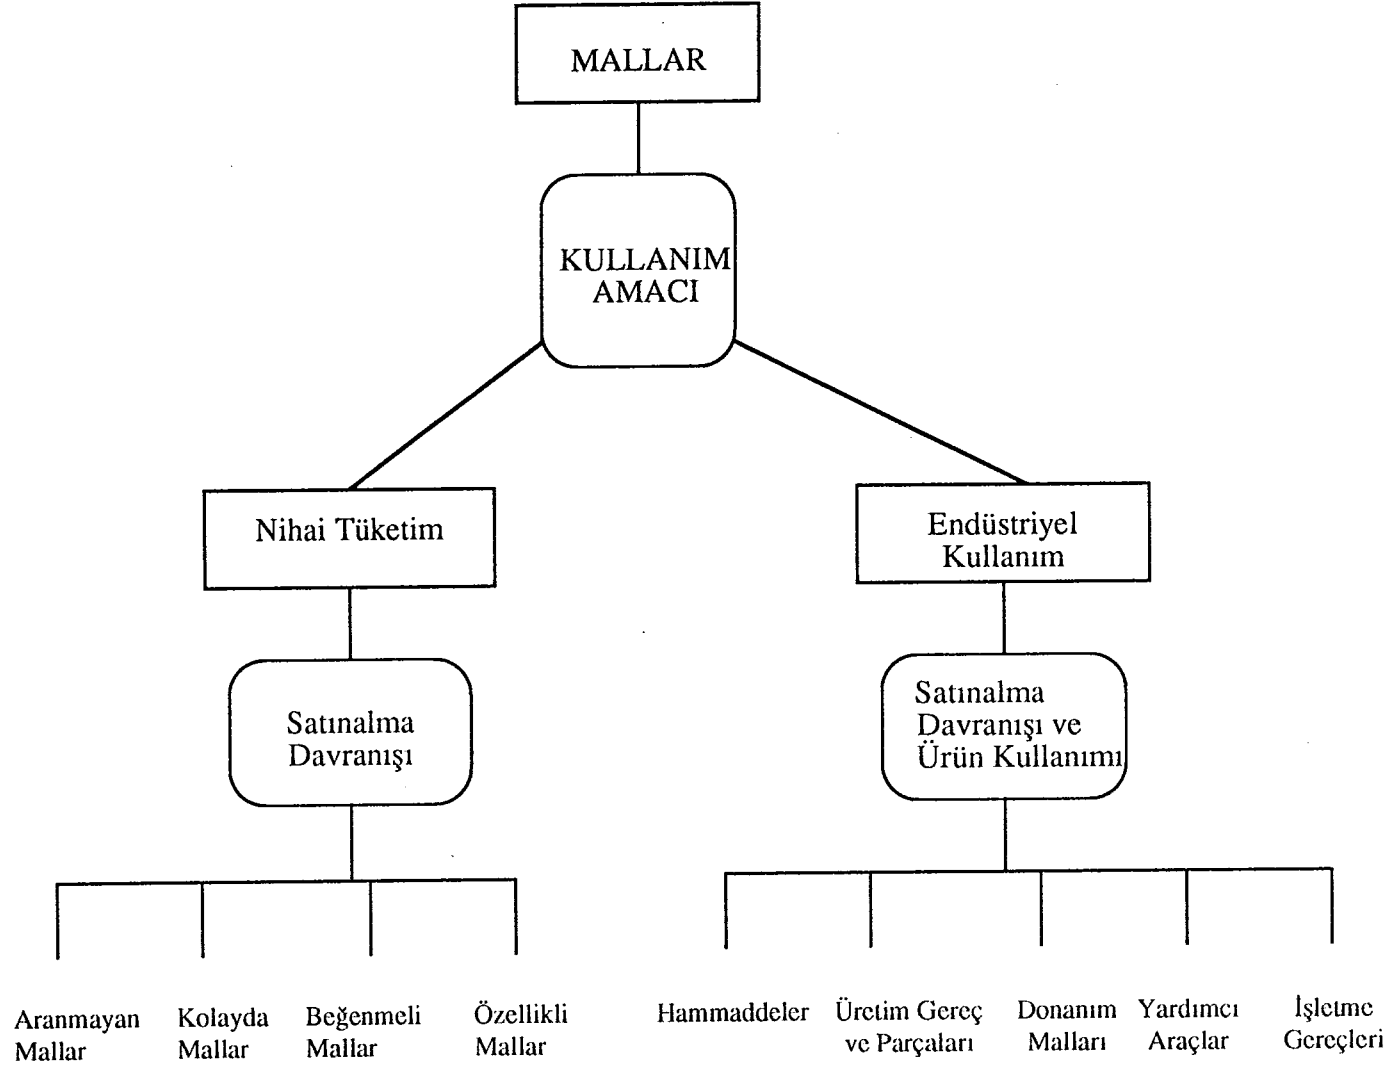 MALLAR
KULLANIM
AMACI
Nihai Tüketim
Endüstriyel
Kullanım
Satınalma
Davranışı
Satınalma
Davranışı ve
Ürün Kullanımı
Aranmayan
Mallar
Kolayda
Mallar
Beğenmeli
Mallar
Özellikli
Mallar
Hammaddeler
Üretim Gereç
ve Parçaları
Donanım
Malları
Yardımcı
Araçlar
İşletme
Gereçleri